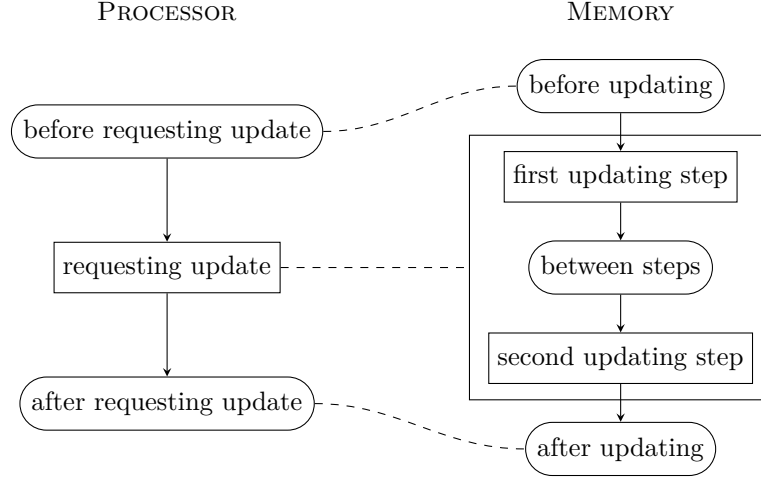 PROCESSOR
MEMORY
before updating
before requesting update
first updating step
requesting update
between steps
second updating step
after requesting update
after updating